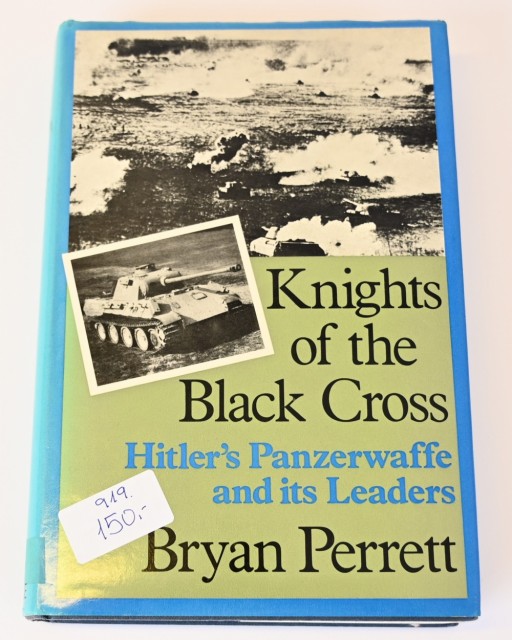 Knights
of the
Black Cross
Hitler's Panzerwaffe
and its Leaders
919.
150,-
Bryan Perrett